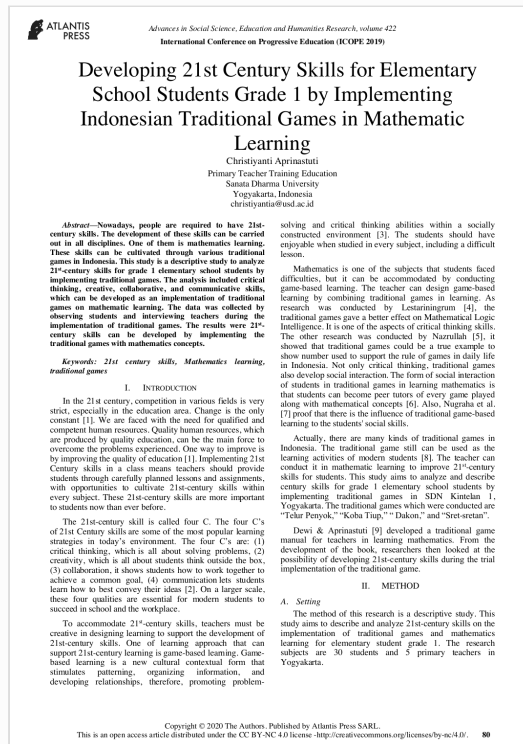 ATLANTIS
PRESS
Advances in Social Science, Education and Humanities Research, volume 422
International Conference on Progressive Education (ICOPE 2019)
Developing 21st Century Skills for Elementary
School Students Grade 1 by Implementing
Indonesian Traditional Games in Mathematic
Learning
Christiyanti Aprinastuti
Primary Teacher Training Education
Sanata Dharma University
Yogyakarta, Indonesia
christiyantia@usd.ac.id
Abstract—Nowadays, people are required to have 21st-
century skills. The development of these skills can be carried
out in all disciplines. One of them is mathematics learning.
These skills can be cultivated through various traditional
games in Indonesia. This study is a descriptive study to analyze
21st-century skills for grade 1 elementary school students by
implementing traditional games. The analysis included critical
thinking, creative, collaborative, and communicative skills,
which can be developed as an implementation of traditional
games on mathematic learning. The data was collected by
observing students and interviewing teachers during the
implementation of traditional games. The results were 21st-
century skills can be developed by implementing the
traditional games with mathematics concepts.
Keywords: 21st century skills, Mathematics learning,
traditional games
I. INTRODUCTION
In the 21st century, competition in various fields is very
strict, especially in the education area. Change is the only
constant [1]. We are faced with the need for qualified and
competent human resources. Quality human resources, which
are produced by quality education, can be the main force to
overcome the problems experienced. One way to improve is
by improving the quality of education [1]. Implementing 21st
Century skills in a class means teachers should provide
students through carefully planned lessons and assignments,
with opportunities to cultivate 21st-century skills within
every subject. These 21st-century skills are more important
to students now than ever before.
The 21st-century skill is called four C. The four C's
of 21st Century skills are some of the most popular learning
strategies in today's environment. The four C's are: (1)
critical thinking, which is all about solving problems, (2)
creativity, which is all about students think outside the box,
(3) collaboration, it shows students how to work together to
achieve a common goal, (4) communication lets students
learn how to best convey their ideas [2]. On a larger scale,
these four qualities are essential for modern students to
succeed in school and the workplace.
To accommodate 21st-century skills, teachers must be
creative in designing learning to support the development of
21st-century skills. One of learning approach that can
support 21st-century learning is game-based learning. Game-
based learning is a new cultural contextual form that
stimulates patterning, organizing information, and
developing relationships, therefore, promoting problem-
solving and critical thinking abilities within a socially
constructed environment [3]. The students should have
enjoyable when studied in every subject, including a difficult
lesson.
Mathematics is one of the subjects that students faced
difficulties, but it can be accommodated by conducting
game-based learning. The teacher can design game-based
learning by combining traditional games in learning. As
research was conducted by Lestariningrum [4], the
traditional games gave a better effect on Mathematical Logic
Intelligence. It is one of the aspects of critical thinking skills.
The other research was conducted by Nazrullah [5], it
showed that traditional games could be a true example to
show number used to support the rule of games in daily life
in Indonesia. Not only critical thinking, traditional games
also develop social interaction. The form of social interaction
of students in traditional games in learning mathematics is
that students can become peer tutors of every game played
along with mathematical concepts [6]. Also, Nugraha et al.
[7] proof that there is the influence of traditional game-based
learning to the students' social skills.
Actually, there are many kinds of traditional games in
Indonesia. The traditional game still can be used as the
learning activities of modern students [8]. The teacher can
conduct it in mathematic learning to improve 21st-century
skills for students. This study aims to analyze and describe
century skills for grade 1 elementary school students by
implementing traditional games in SDN Kintelan 1,
Yogyakarta. The traditional games which were conducted are
“Telur Penyok,” “Koba Tiup,” “ Dakon,” and “Sret-sretan”.
Dewi & Aprinastuti [9] developed a traditional game
manual for teachers in learning mathematics. From the
development of the book, researchers then looked at the
possibility of developing 21st-century skills during the trial
implementation of the traditional game.
II. METHOD
A. Setting
The method of this research is a descriptive study. This
study aims to describe and analyze 21st-century skills on the
implementation of traditional games and mathematics
learning for elementary student grade 1. The research
subjects are 30 students and 5 primary teachers in
Yogyakarta.
Copyright © 2020 The Authors. Published by Atlantis Press SARL.
This is an open access article distributed under the CC BY-NC 4.0 license -http://creativecommons.org/licenses/by-nc/4.0/. 80